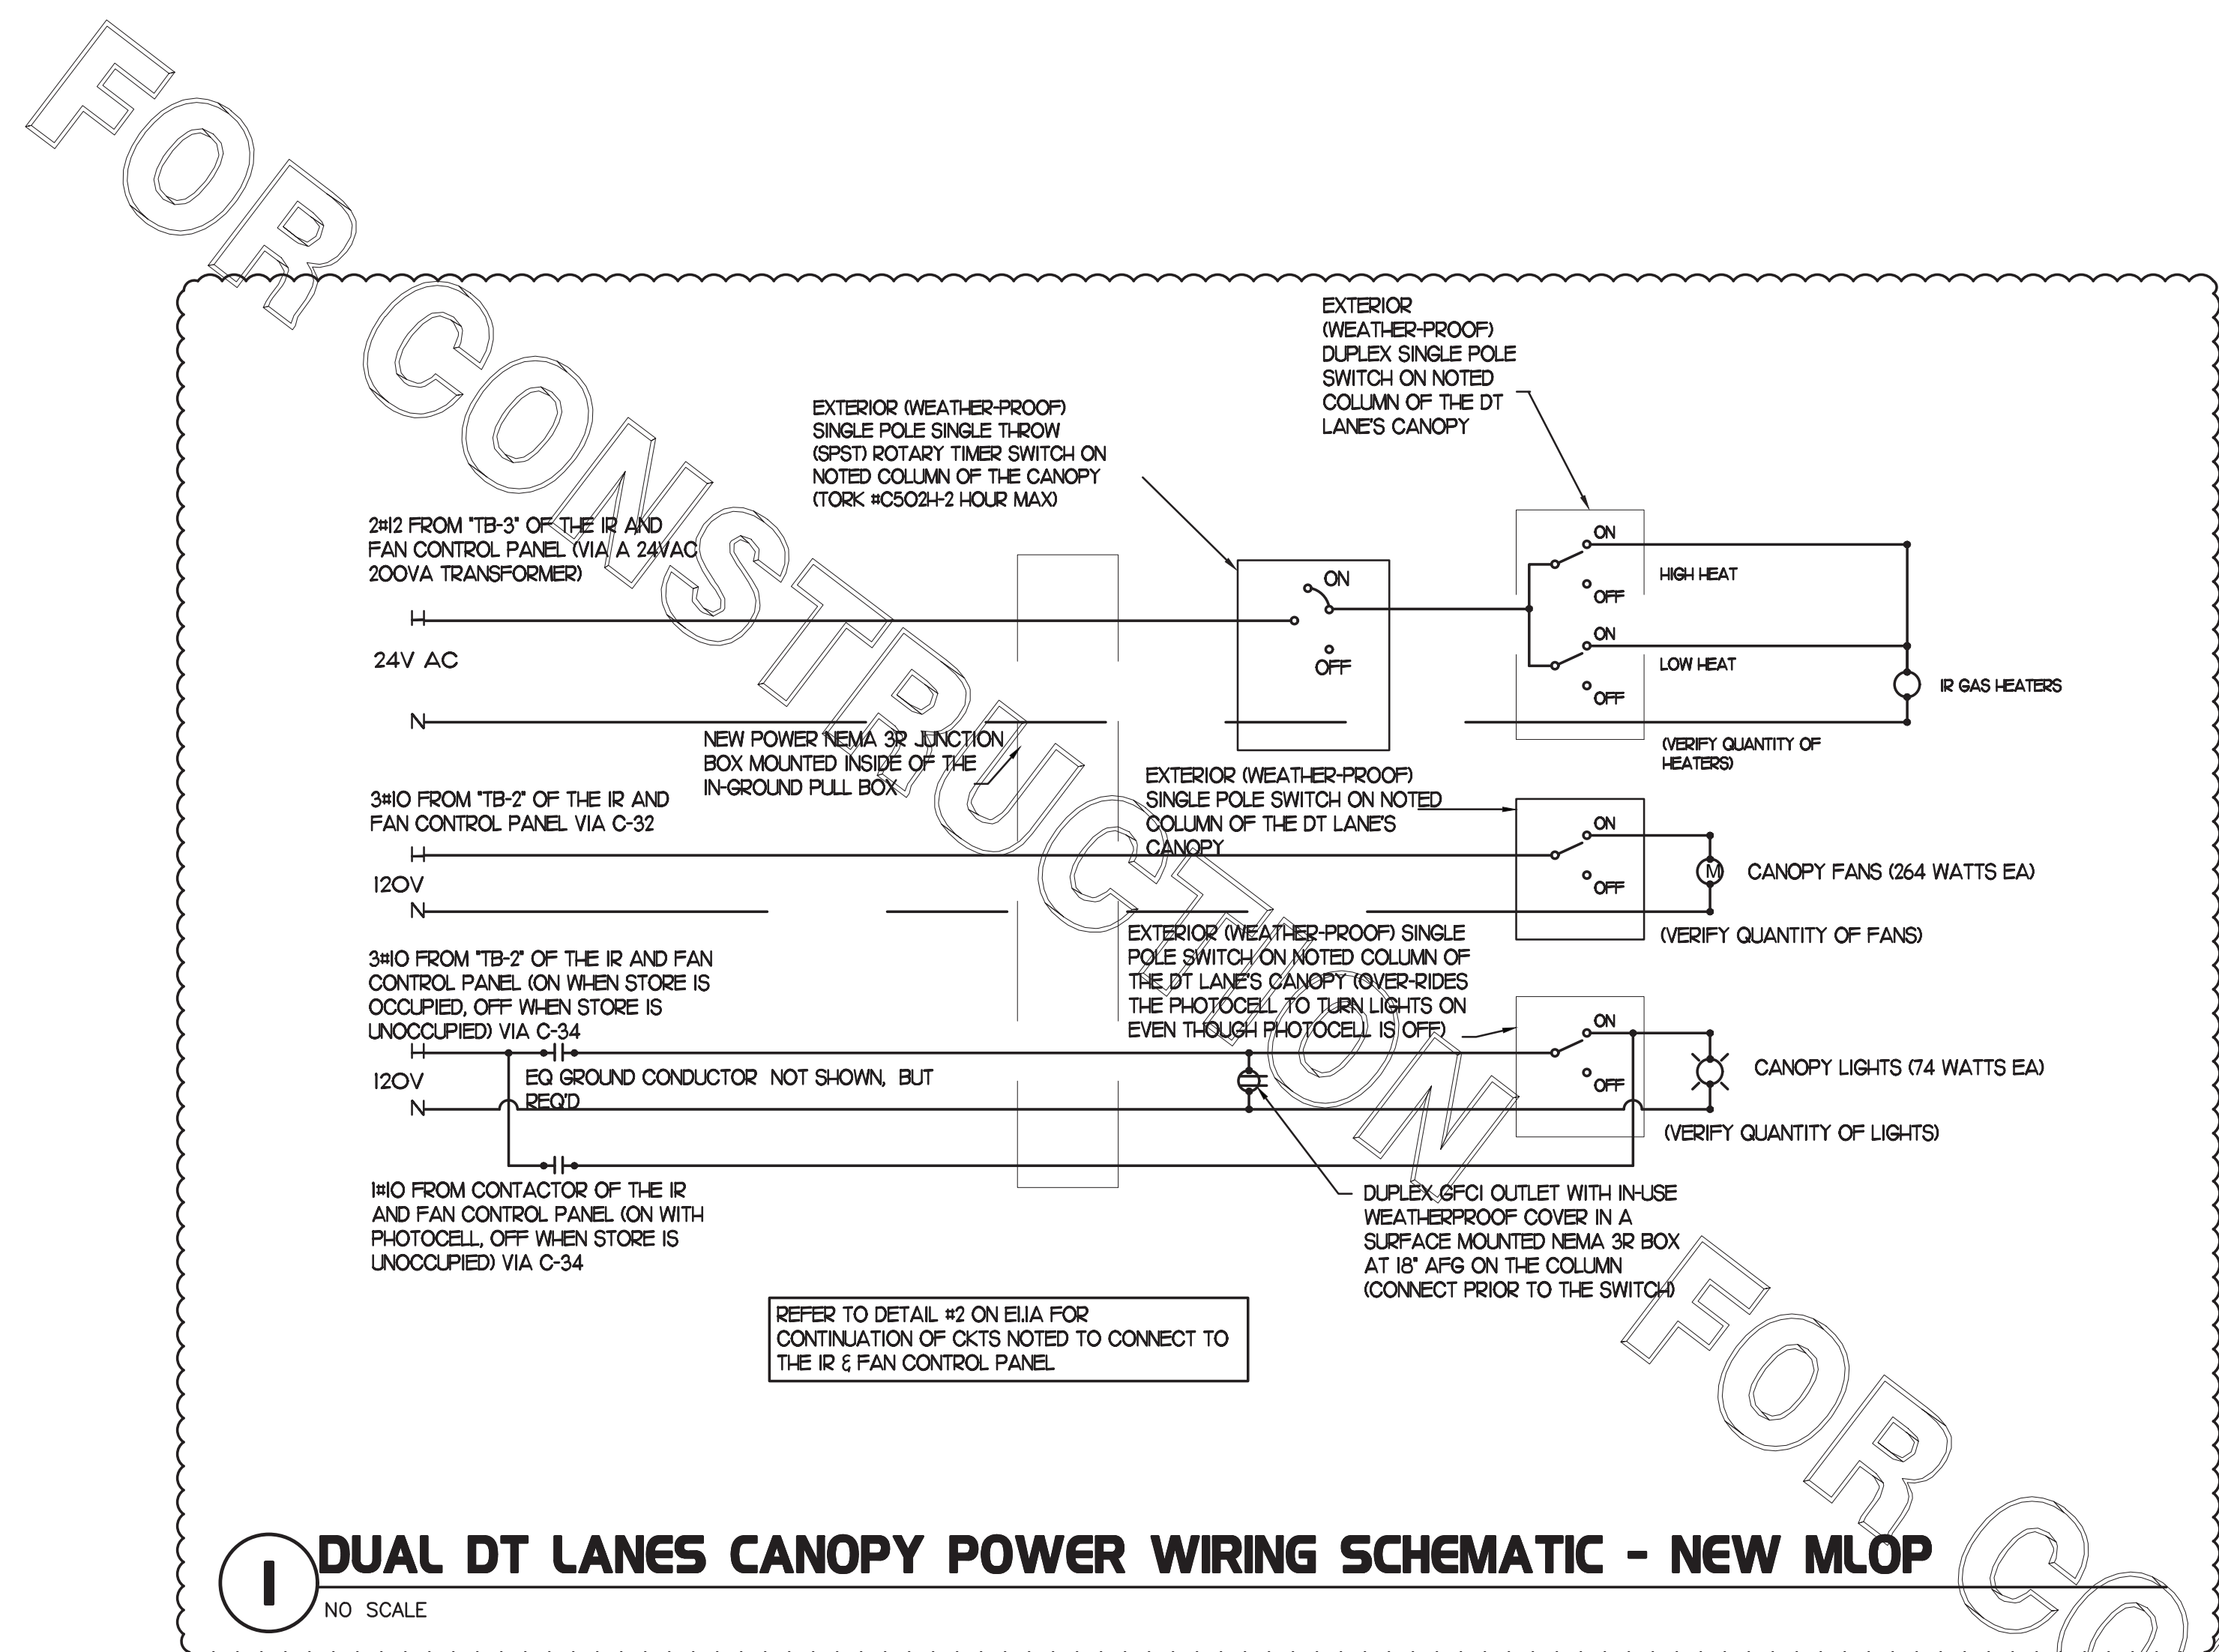 FOR CONSTRUCTION
EXTERIOR
(WEATHER-PROOF)
DUPLEX SINGLE POLE
SWITCH ON NOTED
COLUMN OF THE DT
LANE'S CANOPY
EXTERIOR (WEATHER-PROOF)
SINGLE POLE SINGLE THROW
(SPST) ROTARY TIMER SWITCH ON
NOTED COLUMN OF THE CANOPY
(TORK #C502H-2 HOUR MAX)
2#12 FROM "TB-3" OF THE IR AND
FAN CONTROL PANEL (VIA A 24VAC
200VA TRANSFORMER)
H
24V AC
N
ON
OFF
ON
OFF
HIGH HEAT
ON
OFF
LOW HEAT
IR GAS HEATERS
(VERIFY QUANTITY OF
HEATERS)
NEW POWER NEMA 3R JUNCTION
BOX MOUNTED INSIDE OF THE
IN-GROUND PULL BOX
EXTERIOR (WEATHER-PROOF)
SINGLE POLE SWITCH ON NOTED
COLUMN OF THE DT LANE'S
CANOPY
3#10 FROM "TB-2" OF THE IR AND
FAN CONTROL PANEL VIA C-32
H
120V
N
ON
OFF
M
CANOPY FANS (264 WATTS EA)
(VERIFY QUANTITY OF FANS)
3#10 FROM "TB-2" OF THE IR AND FAN
CONTROL PANEL (ON WHEN STORE IS
OCCUPIED, OFF WHEN STORE IS
UNOCCUPIED) VIA C-34
EXTERIOR (WEATHER-PROOF) SINGLE
POLE SWITCH ON NOTED COLUMN OF
THE DT LANE'S CANOPY (OVER-RIDES
THE PHOTOCELL TO TURN LIGHTS ON
EVEN THOUGH PHOTOCELL IS OFF)
H
120V
N
EQ GROUND CONDUCTOR NOT SHOWN, BUT
REQ'D
ON
OFF
CANOPY LIGHTS (74 WATTS EA)
(VERIFY QUANTITY OF LIGHTS)
1#10 FROM CONTACTOR OF THE IR
AND FAN CONTROL PANEL (ON WITH
PHOTOCELL, OFF WHEN STORE IS
UNOCCUPIED) VIA C-34
DUPLEX GFCI OUTLET WITH IN-USE
WEATHERPROOF COVER IN A
SURFACE MOUNTED NEMA 3R BOX
AT 18" AFG ON THE COLUMN
(CONNECT PRIOR TO THE SWITCH)
REFER TO DETAIL #2 ON E1.1A FOR
CONTINUATION OF CKTS NOTED TO CONNECT TO
THE IR & FAN CONTROL PANEL
FOR CO
1
DUAL DT LANES CANOPY POWER WIRING SCHEMATIC - NEW MLOP
NO SCALE